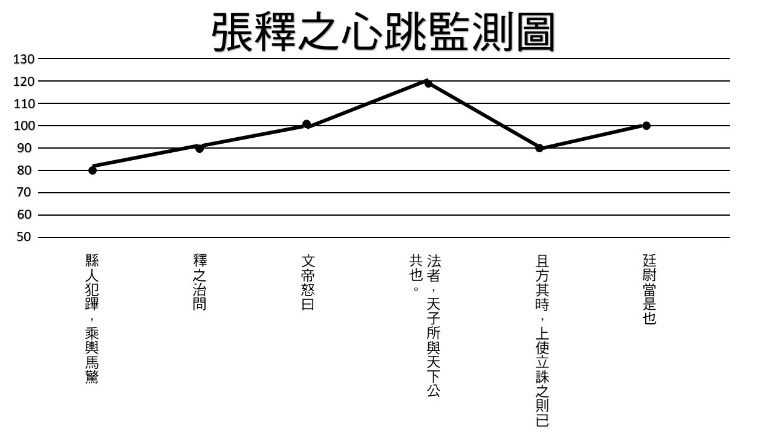 張釋之心跳監測圖
130
120
110
100
90
80
70
60
50
縣人犯蹕，乘輿馬驚
釋之治問
文帝怒曰
法者，天子所與天下公
共也。
且方其時，上使立誅之則已
廷尉當是也